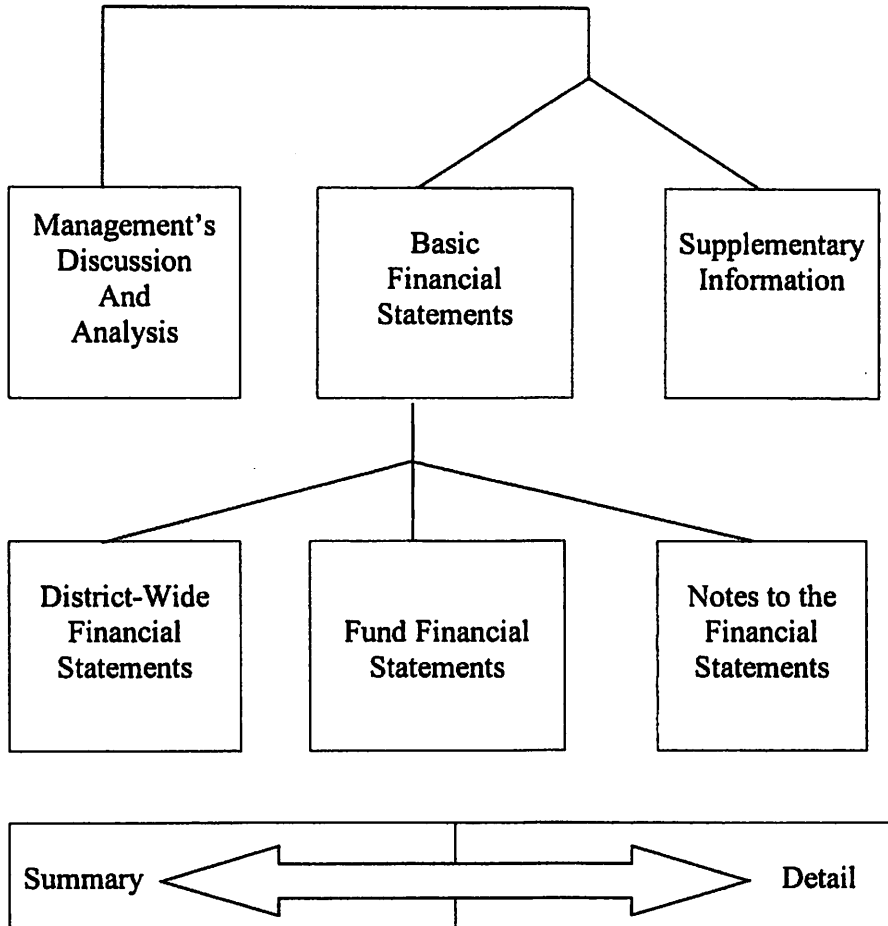 Management's
Discussion
And
Analysis
Basic
Financial
Statements
Supplementary
Information
District-Wide
Financial
Statements
Fund Financial
Statements
Notes to the
Financial
Statements
Summary
Detail